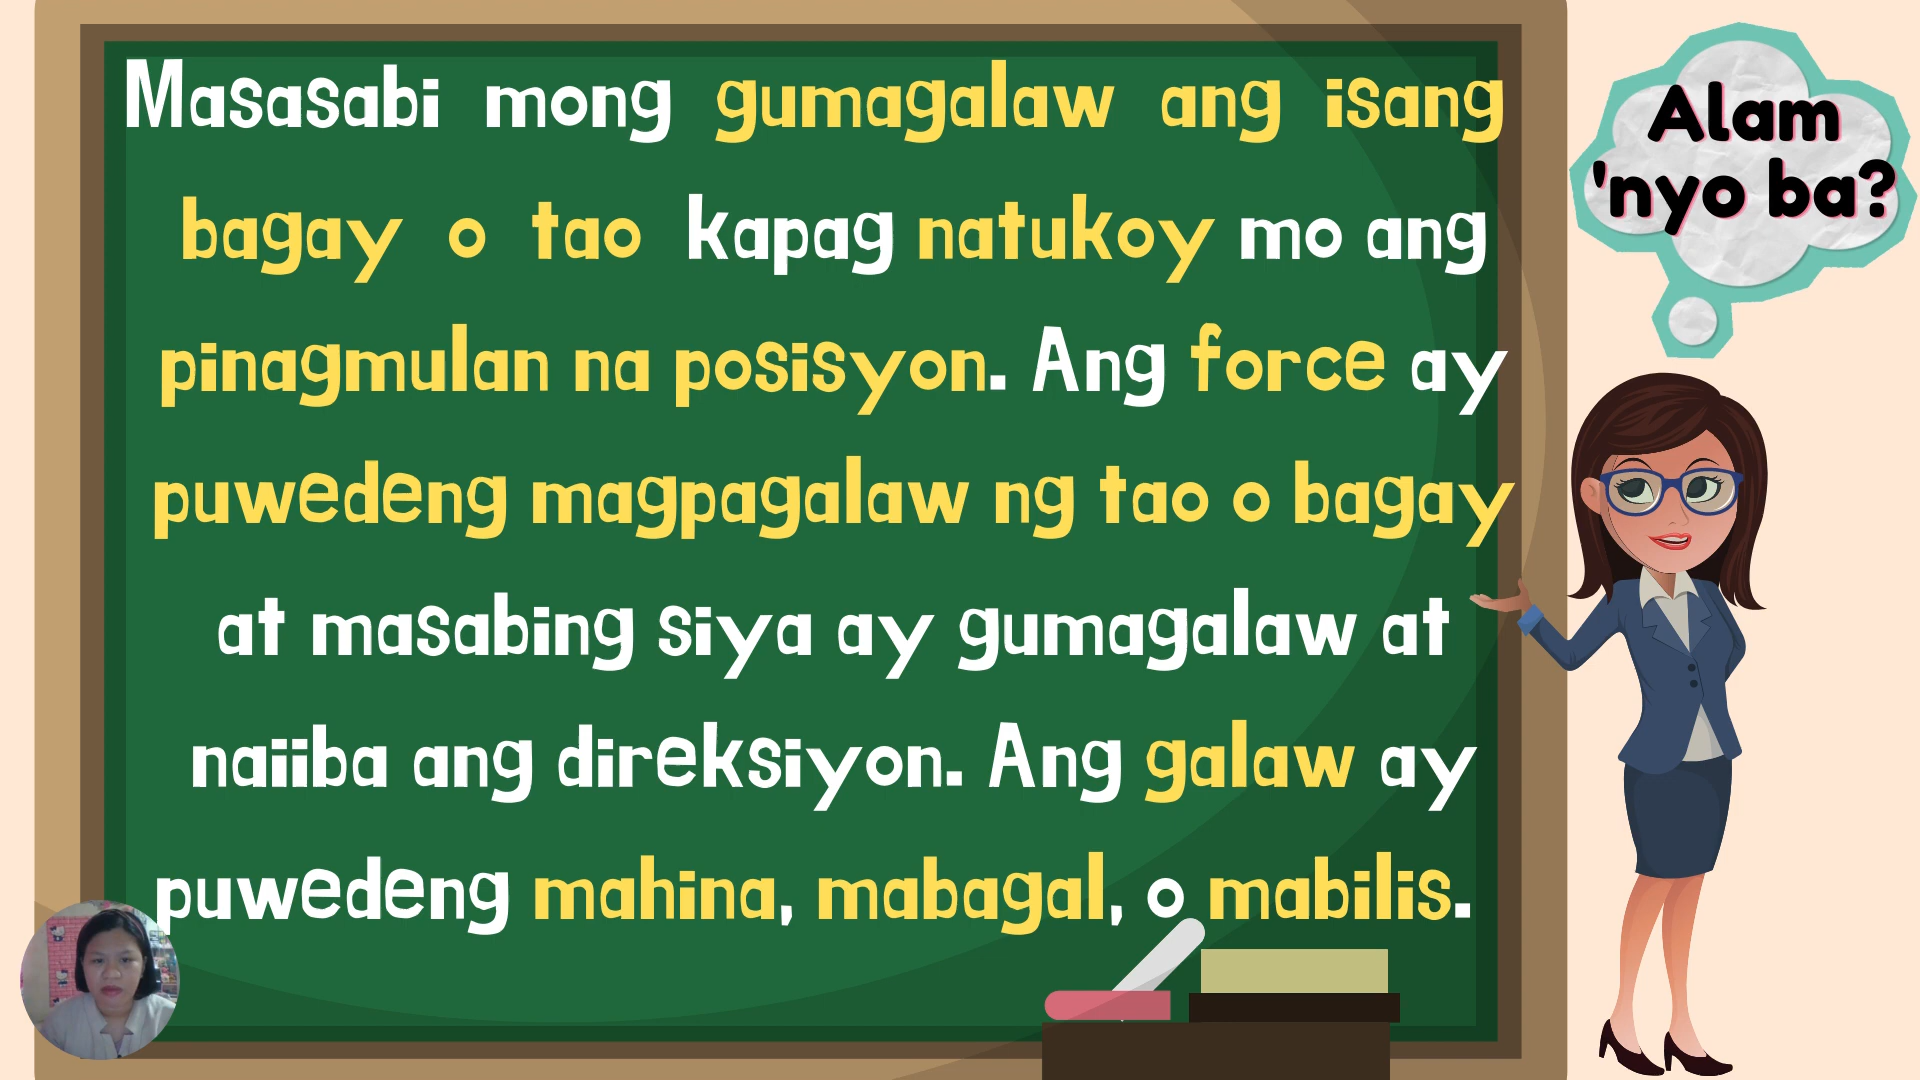 Masasabi mong gumagalaw ang isang
bagay o tao kapag natukoy mo ang
pinagmulan na posisyon. Ang force ay
puwedeng magpagalaw ng tao o bagay
at masabing siya ay gumagalaw at
naiiba ang direksiyon. Ang galaw ay
puwedeng mahina, mabagal, o mabilis.
Alam
'nyo ba?